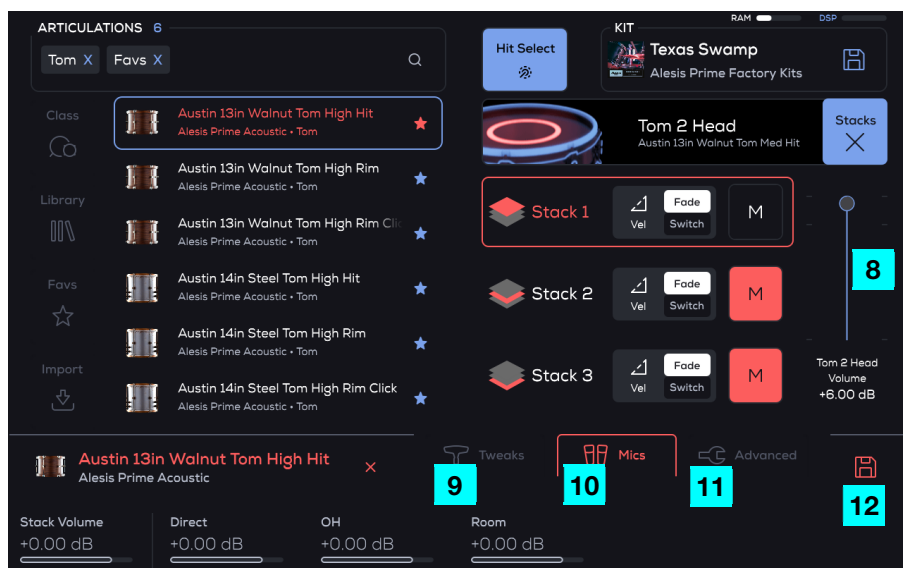 RAM
DSP
ARTICULATIONS 6
Tom X
Favs X
Hit Select
KIT
Texas Swamp
Alesis Prime Factory Kits
Class
Library
Favs
Import
Austin 13in Walnut Tom High Hit
Alesis Prime Acoustic • Tom
Austin 13in Walnut Tom High Rim
Alesis Prime Acoustic • Tom
Austin 13in Walnut Tom High Rim Clic
Alesis Prime Acoustic • Tom
Austin 14in Steel Tom High Hit
Alesis Prime Acoustic • Tom
Austin 14in Steel Tom High Rim
Alesis Prime Acoustic • Tom
Austin 14in Steel Tom High Rim Click
Alesis Prime Acoustic • Tom
Tom 2 Head
Austin 13in Walnut Tom Med Hit
Stacks
Stack 1
Vel
Fade
Switch
M
Stack 2
Vel
Fade
Switch
M
Stack 3
Vel
Fade
Switch
M
8
Tom 2 Head
Volume
+6.00 dB
Austin 13in Walnut Tom High Hit
Alesis Prime Acoustic
Tweaks
9
Mics
10
Advanced
11
12
Stack Volume
+0.00 dB
Direct
+0.00 dB
OH
+0.00 dB
Room
+0.00 dB